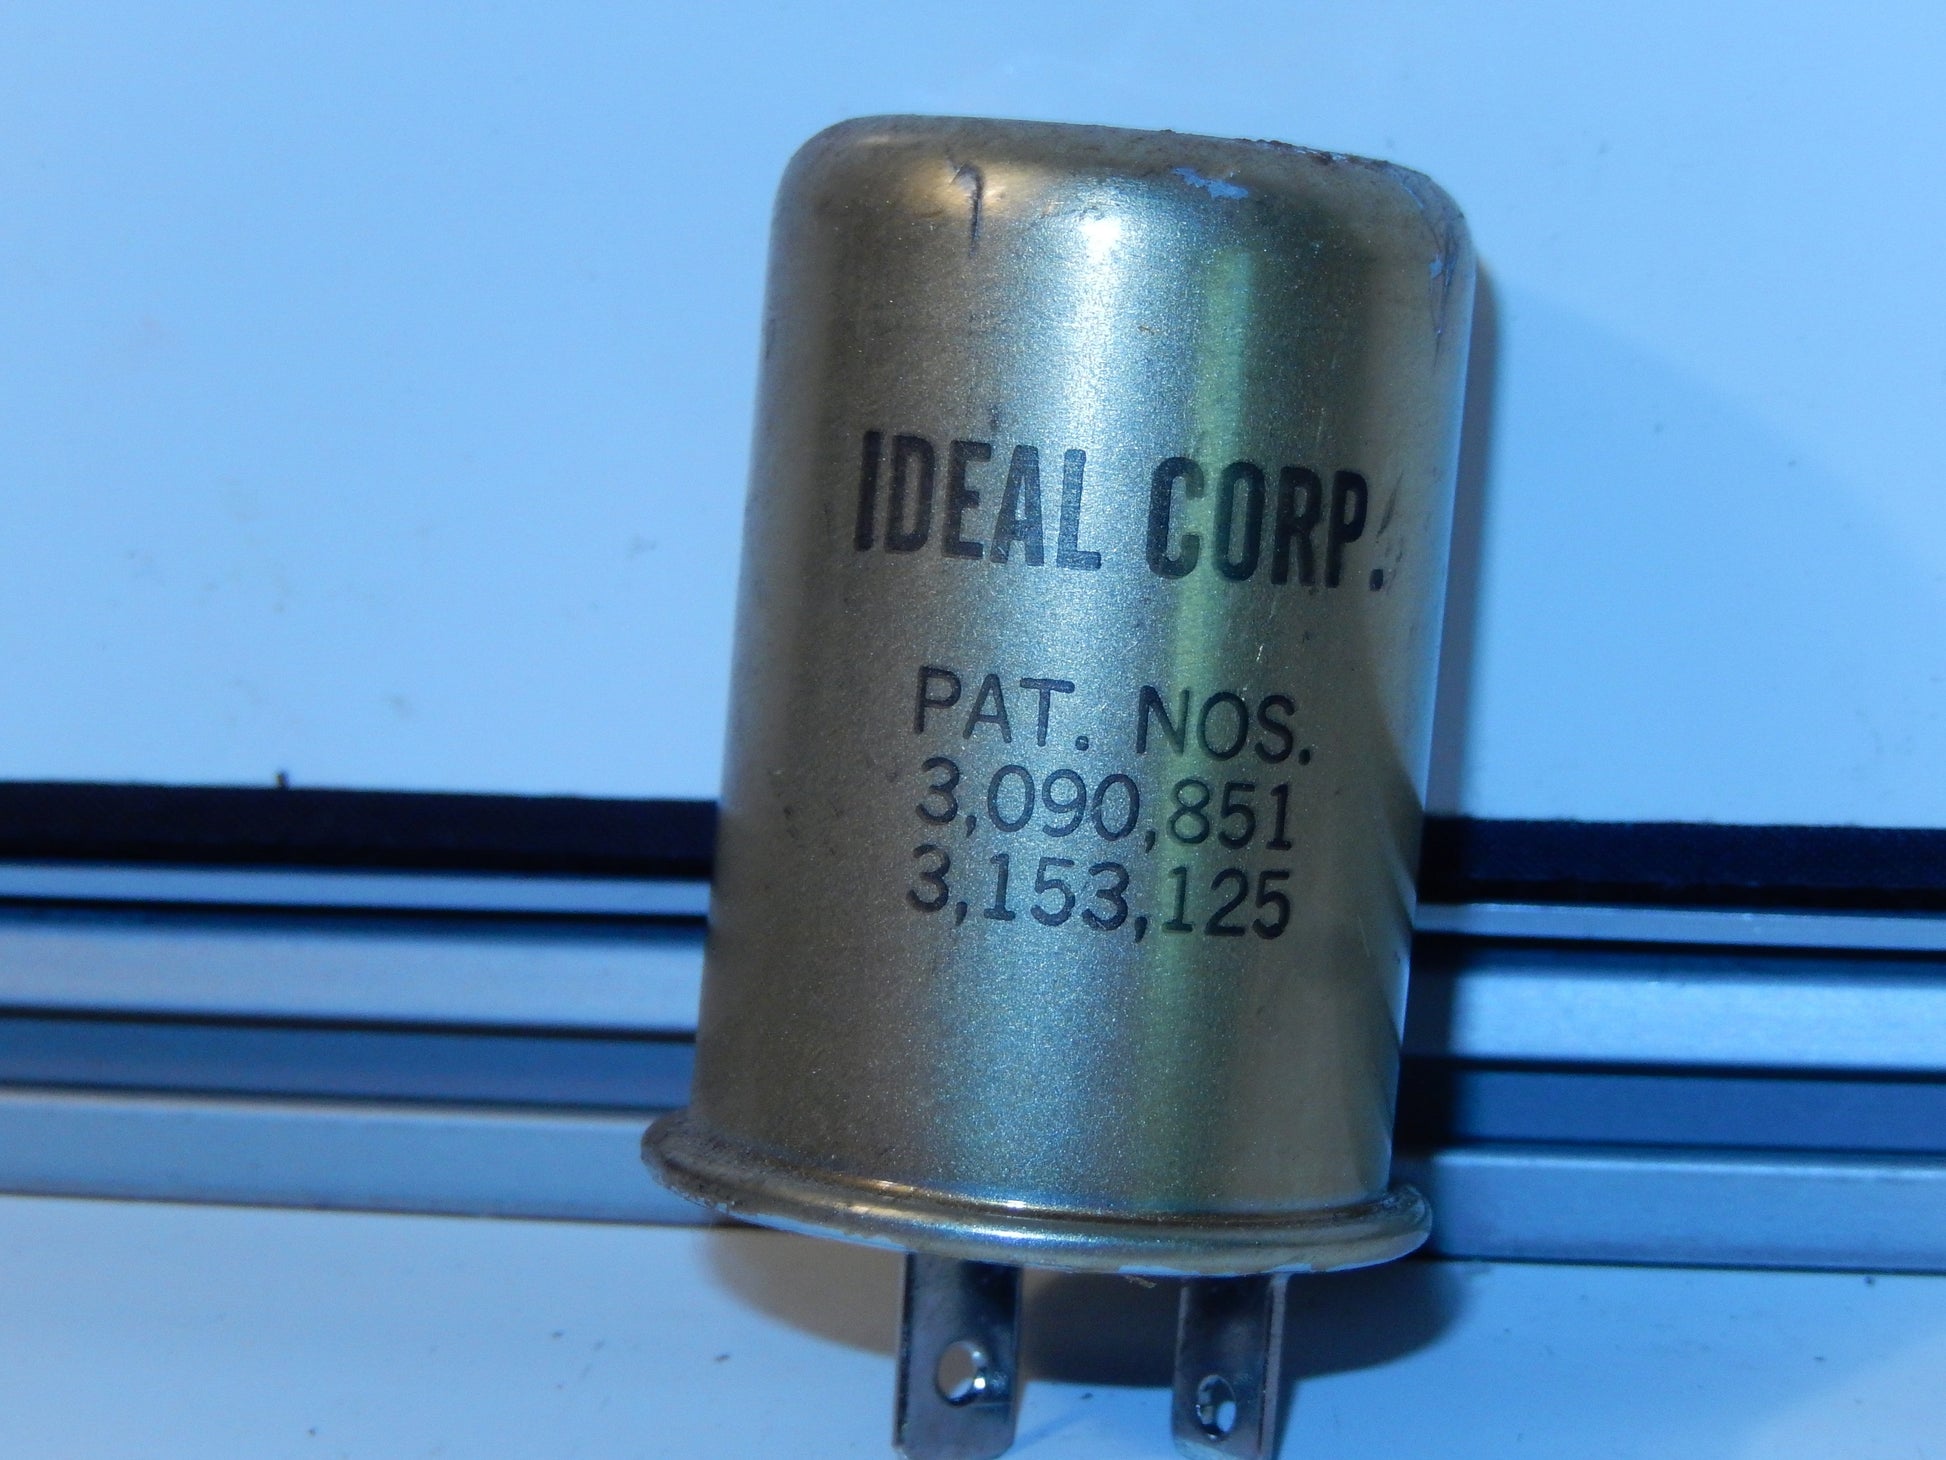 IDEAL CORP.
PAT. NOS.
3,090,851
3,153,125